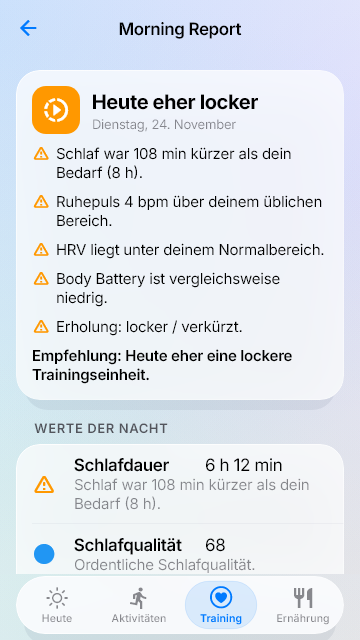 Morning Report
Heute eher locker
Dienstag, 24. November
Schlaf war 108 min kürzer als dein
Bedarf (8 h).
Ruhepuls 4 bpm über deinem üblichen
Bereich.
HRV liegt unter deinem Normalbereich.
Body Battery ist vergleichsweise
niedrig.
Erholung: locker / verkürzt.
Empfehlung: Heute eher eine lockere
Trainingseinheit.
WERTE DER NACHT
Schlafdauer 6 h 12 min
Schlaf war 108 min kürzer als dein
Bedarf (8 h).
Schlafqualität 68
Ordentliche Schlafqualität.
Heute Aktivitäten Training Ernährung